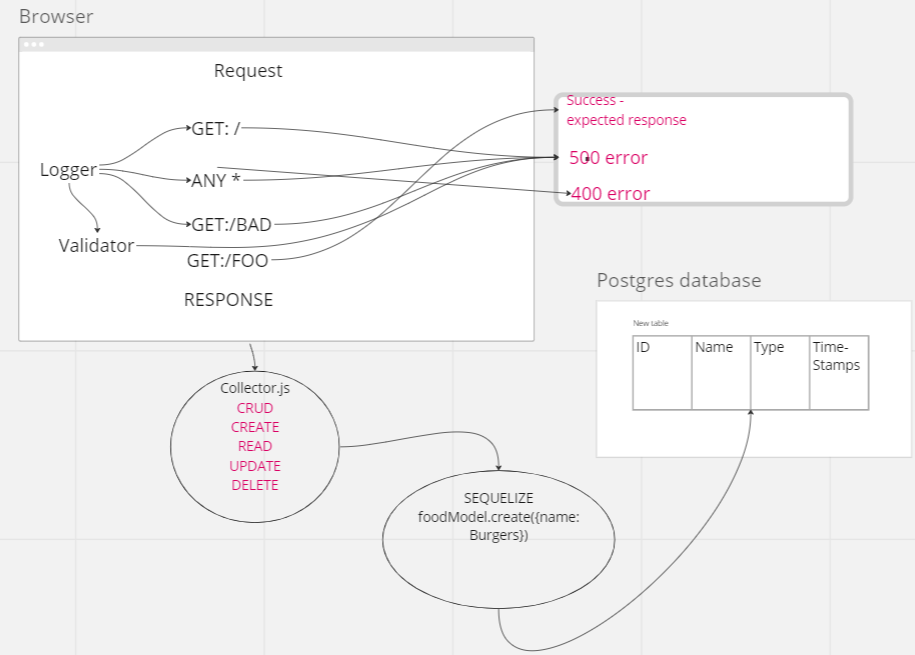 Browser
Request
GET: /
Logger
ANY *
GET:/BAD
Validator
GET:/FOO
RESPONSE
Success -
expected response
500 error
400 error
Postgres database
New table
ID
Name
Type
Time-
Stamps
Collector.js
CRUD
CREATE
READ
UPDATE
DELETE
SEQUELIZE
foodModel.create({name:
Burgers})